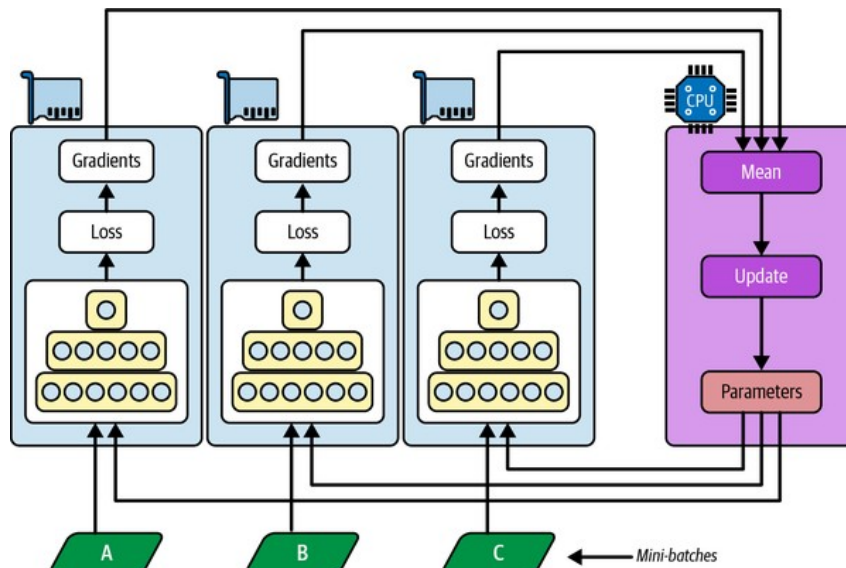 CPU
Gradients
Gradients
Gradients
Mean
Loss
Loss
Loss
Update
Parameters
A
B
C
Mini-batches